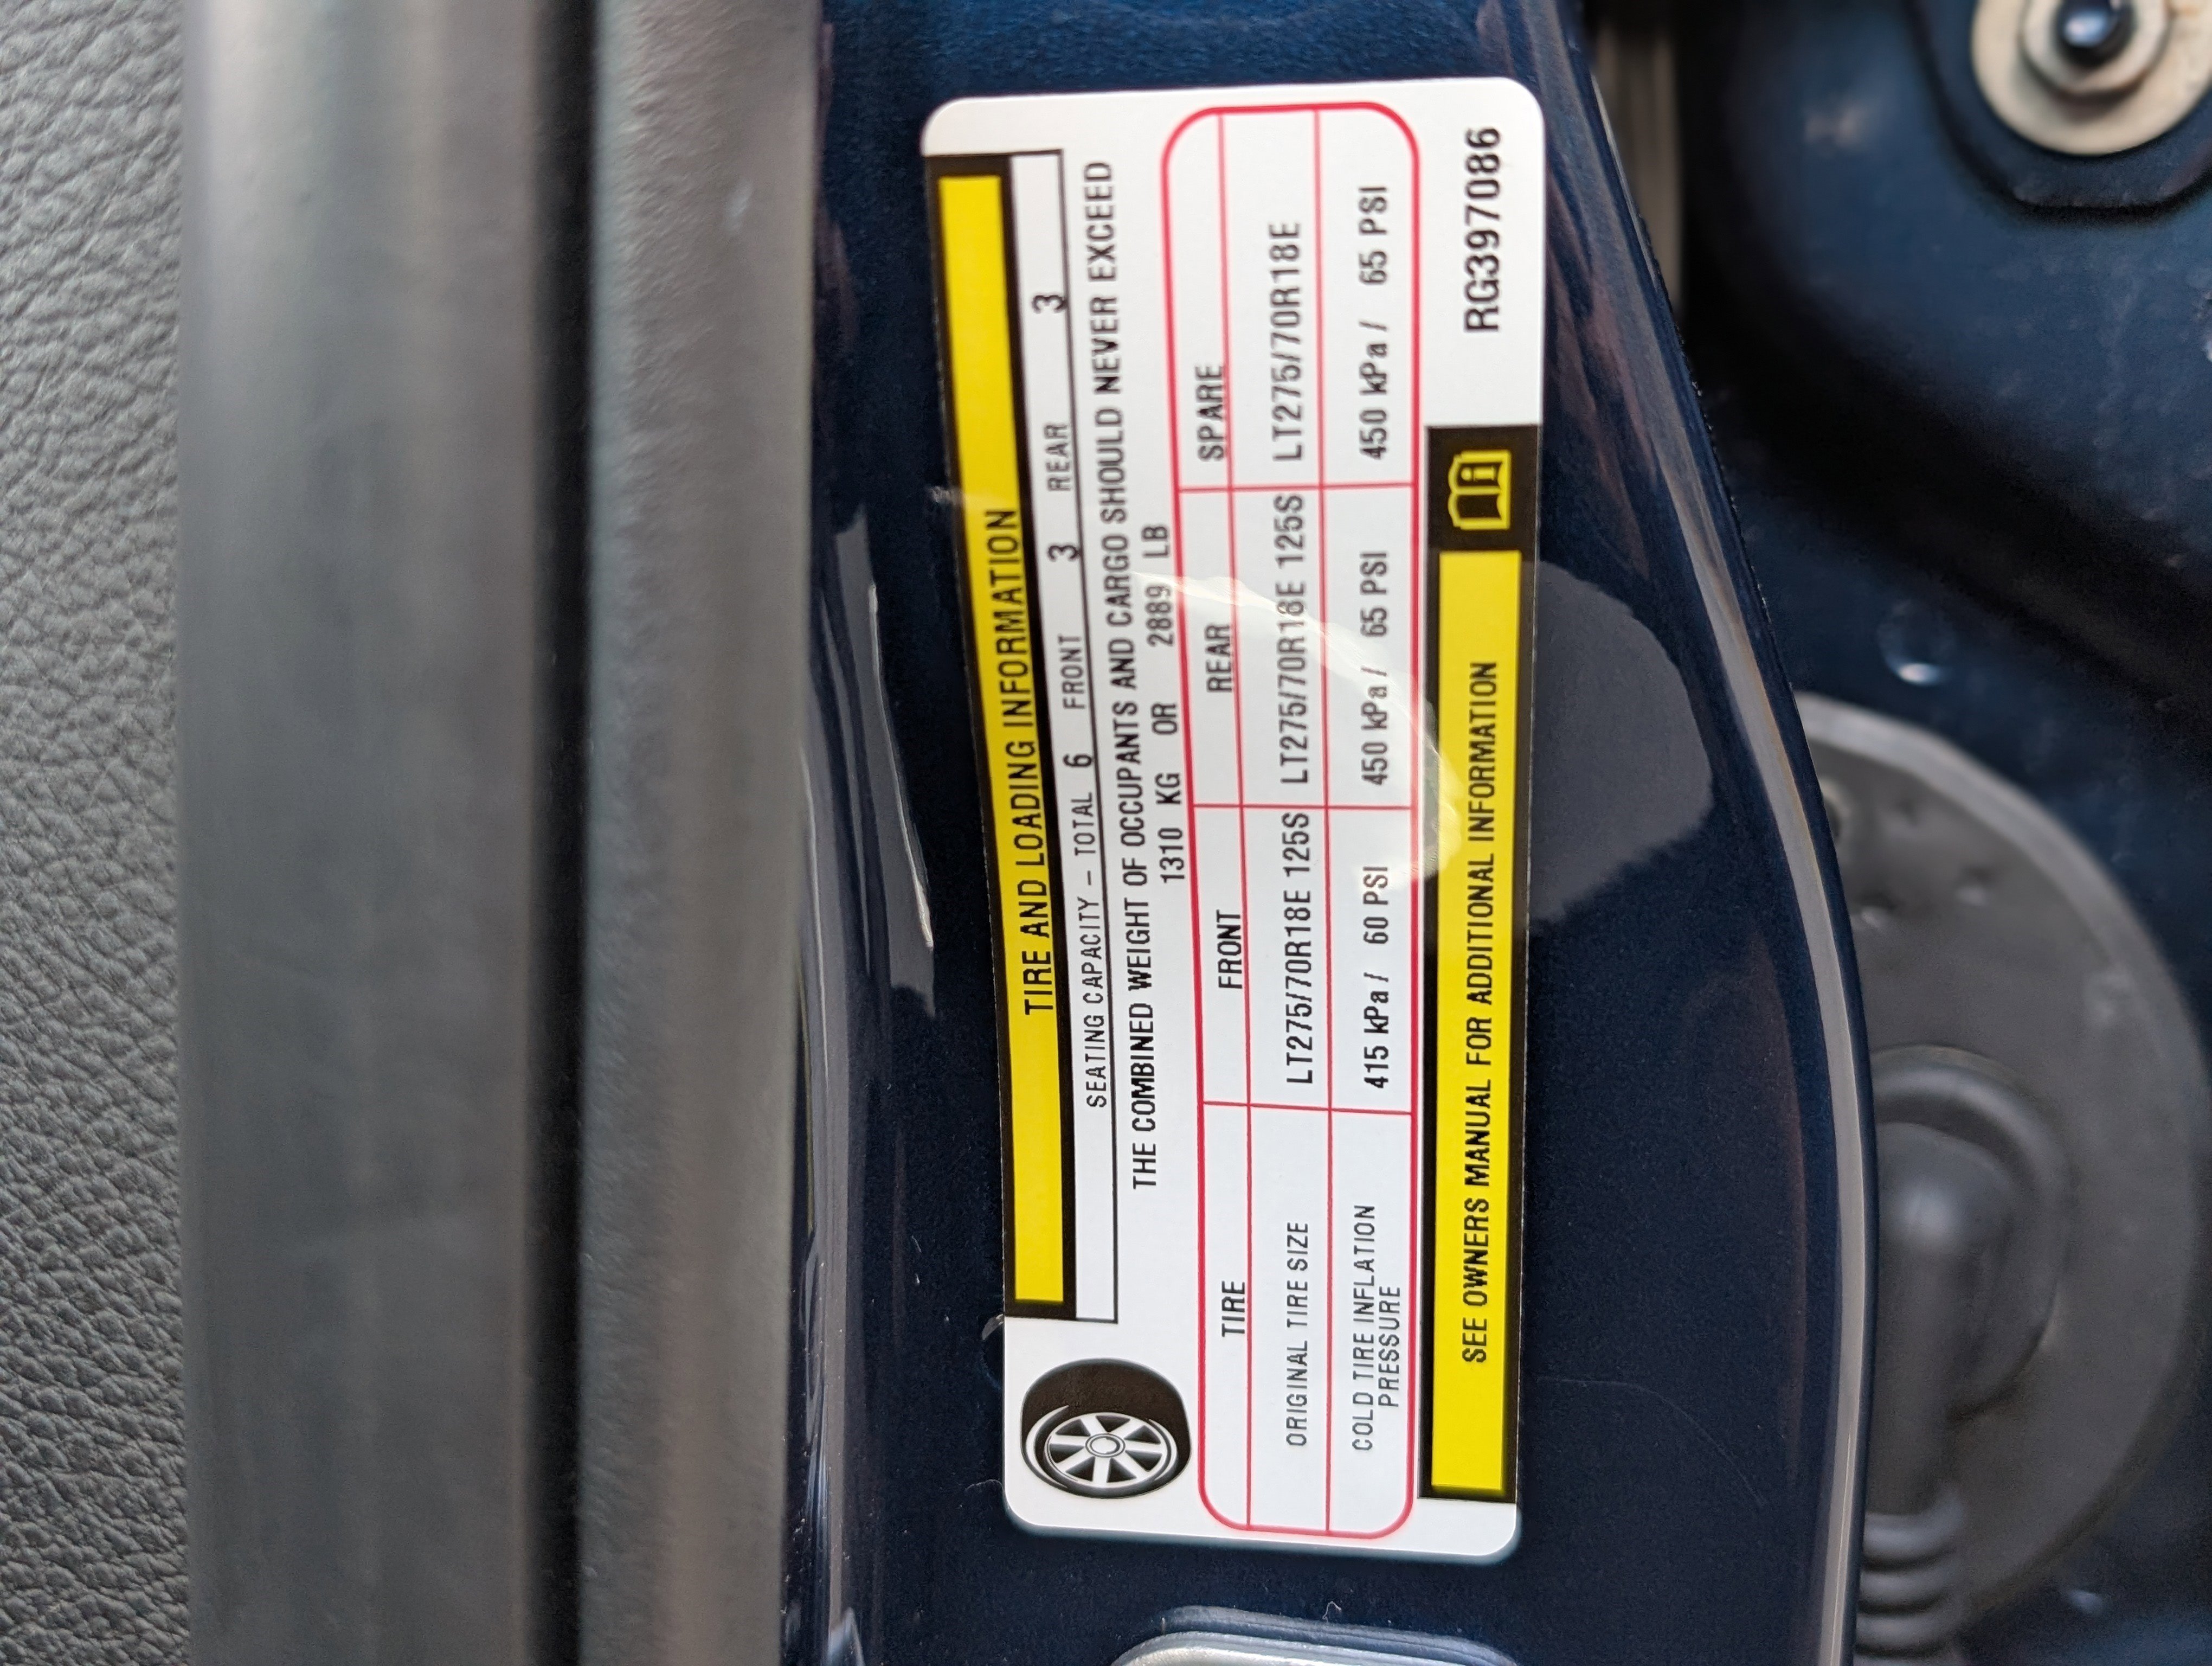 TIRE AND LOADING INFORMATION
SEATING CAPACITY – TOTAL 6 FRONT 3 REAR 3
THE COMBINED WEIGHT OF OCCUPANTS AND CARGO SHOULD NEVER EXCEED
1310 KG OR 2889 LB
TIRE FRONT REAR SPARE
ORIGINAL TIRE SIZE LT275/70R18E 125S LT275/70R18E 125S LT275/70R18E
COLD TIRE INFLATION PRESSURE 415 kPa / 60 PSI 450 kPa / 65 PSI 450 kPa / 65 PSI
SEE OWNERS MANUAL FOR ADDITIONAL INFORMATION
RG397086